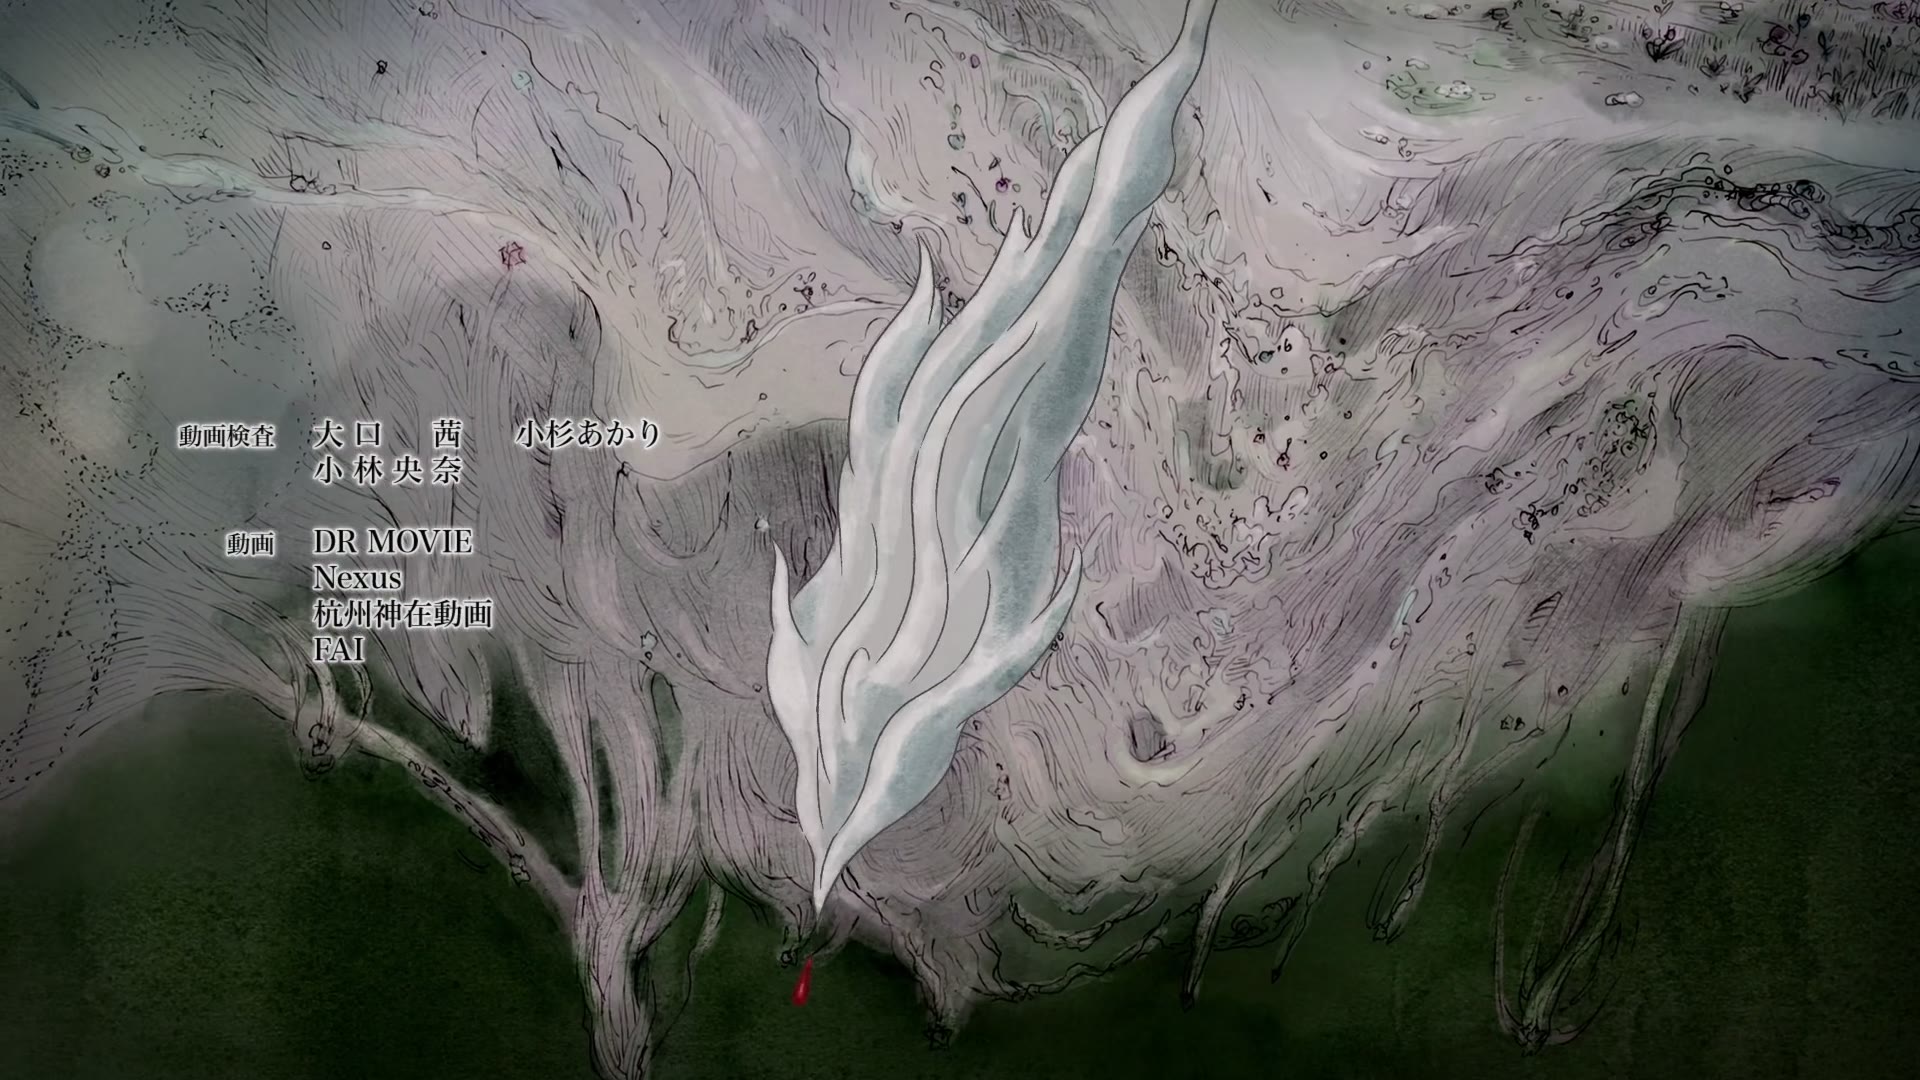 動画検査 大口 茜 小杉あかり
小林央奈
動画 DR MOVIE
Nexus
杭州神在動画
FAI